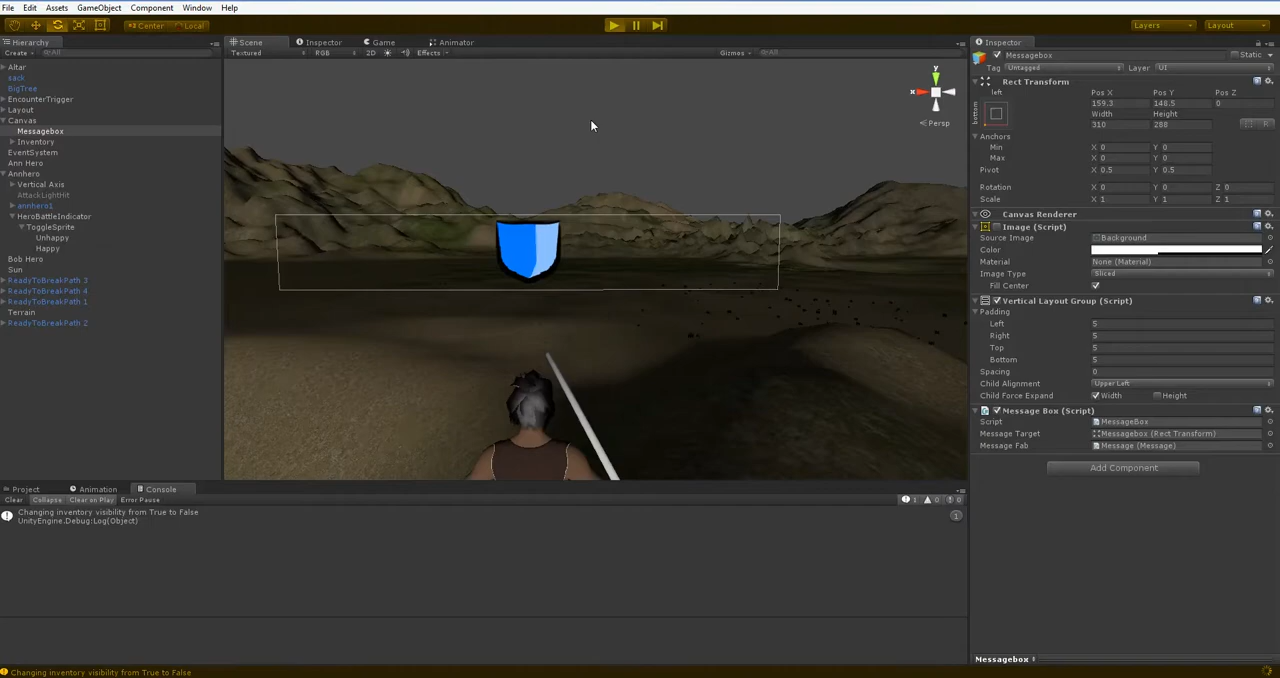 File Edit Assets GameObject Component Window Help
Center Local Layers Layout
Hierarchy
Create All
Altar
sack
BigTree
EncounterTrigger
Layout
Canvas
Messagebox
Inventory
EventSystem
Ann Hero
Annhero
Vertical Axis
AttackLightHit
annhero1
HeroBattleIndicator
ToggleSprite
Unhappy
Happy
Bob Hero
Sun
ReadyToBreakPath 3
ReadyToBreakPath 4
ReadyToBreakPath 1
Terrain
ReadyToBreakPath 2
Scene Inspector Game Animator
Textured RGB 2D Effects Gizmos All
y
x
Persp
Project Animation Console
Clear Collapse Clear on Play Error Pause 1 0 0
Changing inventory visibility from True to False
UnityEngine.Debug:Log(Object)
1
Inspector
Messagebox Static
Tag Untagged Layer UI
Rect Transform
left Pos X Pos Y Pos Z
159.3 148.5 0
bottom
Width Height
310 288 R
Anchors
Min X 0 Y 0
Max X 0 Y 0
Pivot X 0.5 Y 0.5
Rotation X 0 Y 0 Z 0
Scale X 1 Y 1 Z 1
Canvas Renderer
Image (Script)
Source Image Background
Color
Material None (Material)
Image Type Sliced
Fill Center
Vertical Layout Group (Script)
Padding
Left 5
Right 5
Top 5
Bottom 5
Spacing 0
Child Alignment Upper Left
Child Force Expand Width Height
Message Box (Script)
Script MessageBox
Message Target Messagebox (Rect Transform)
Message Fab Message (Message)
Add Component
Messagebox
Changing inventory visibility from True to False